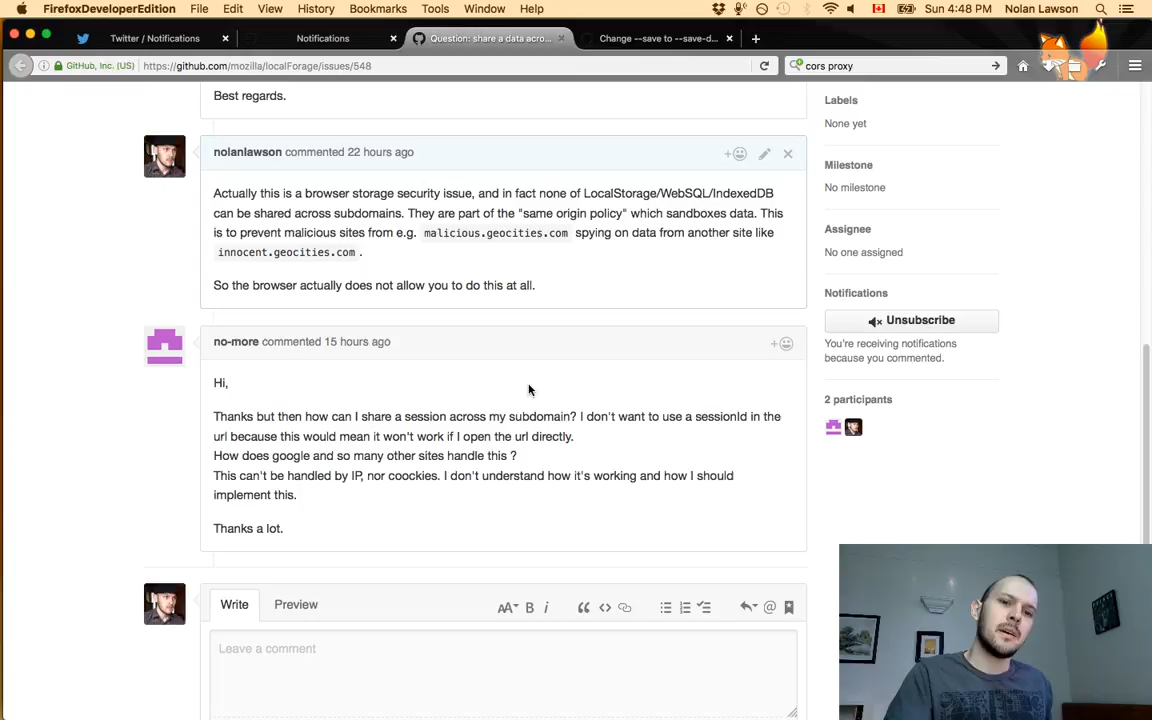 FirefoxDeveloperEdition File Edit View History Bookmarks Tools Window Help Sun 4:48 PM Nolan Lawson
Twitter / Notifications Notifications Question: share a data acro... Change --save to --save-d...
GitHub, Inc. (US) https://github.com/mozilla/localForage/issues/548 cors proxy
Best regards.
nolanlawson commented 22 hours ago
Actually this is a browser storage security issue, and in fact none of LocalStorage/WebSQL/IndexedDB
can be shared across subdomains. They are part of the "same origin policy" which sandboxes data. This
is to prevent malicious sites from e.g. malicious.geocities.com spying on data from another site like
innocent.geocities.com .
So the browser actually does not allow you to do this at all.
no-more commented 15 hours ago
Hi,
Thanks but then how can I share a session across my subdomain? I don't want to use a sessionId in the
url because this would mean it won't work if I open the url directly.
How does google and so many other sites handle this ?
This can't be handled by IP, nor coockies. I don't understand how it's working and how I should
implement this.
Thanks a lot.
Write Preview AA B i
Leave a comment
Labels
None yet
Milestone
No milestone
Assignee
No one assigned
Notifications
Unsubscribe
You're receiving notifications
because you commented.
2 participants